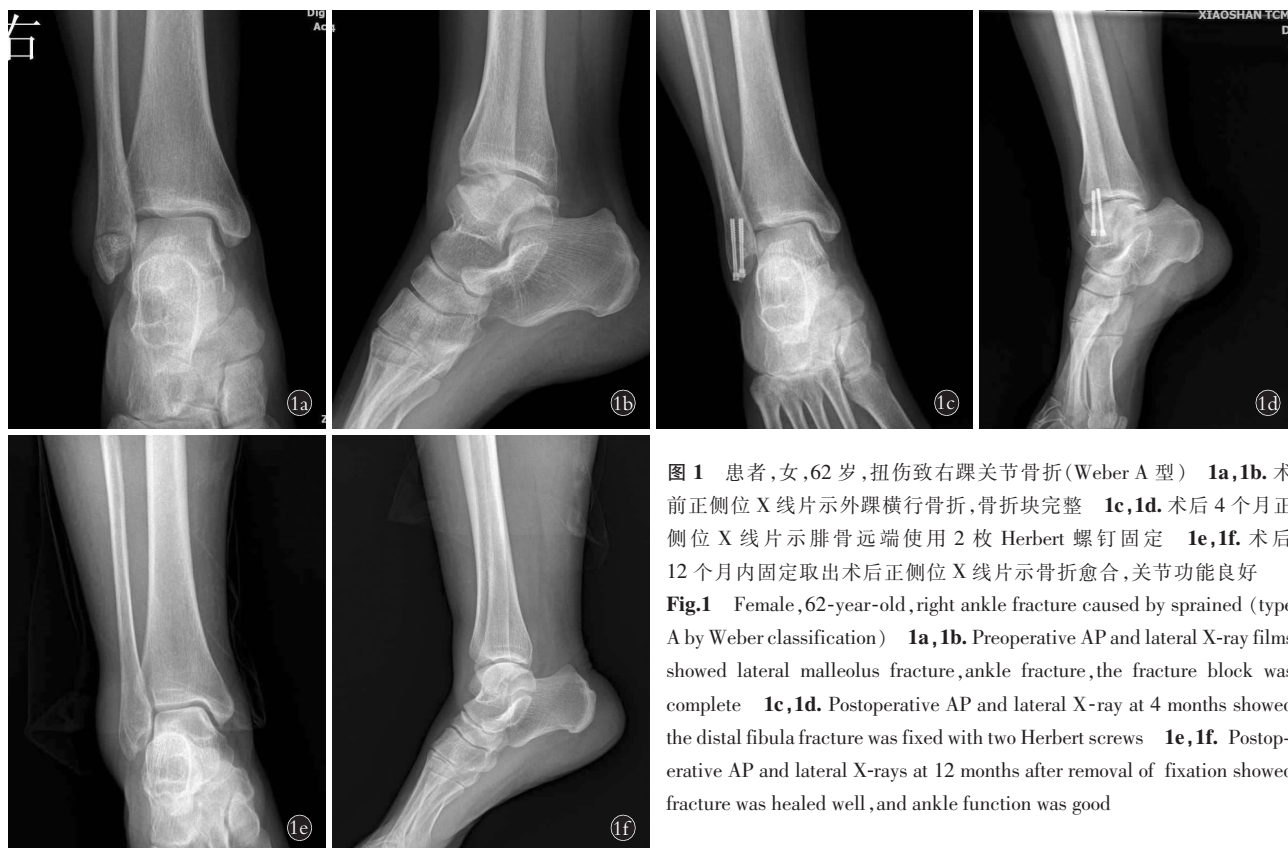 右
Dig
XIAOSHAN TCM
D
1a
1b
1c
1d
1e
1f
图 1 患者,女,62 岁,扭伤致右踝关节骨折(Weber A 型) 1a,1b. 术
前正侧位 X 线片示外踝横行骨折,骨折块完整 1c,1d. 术后 4 个月正
侧位 X 线片示腓骨远端使用 2 枚 Herbert 螺钉固定 1e,1f. 术后
12 个月内固定取出术后正侧位 X 线片示骨折愈合,关节功能良好
Fig.1 Female,62-year-old,right ankle fracture caused by sprained (type
A by Weber classification) 1a,1b. Preoperative AP and lateral X-ray films
showed lateral malleolus fracture,ankle fracture,the fracture block was
complete 1c,1d. Postoperative AP and lateral X-ray at 4 months showed
the distal fibula fracture was fixed with two Herbert screws 1e,1f. Postop-
erative AP and lateral X-rays at 12 months after removal of fixation showed
fracture was healed well,and ankle function was good